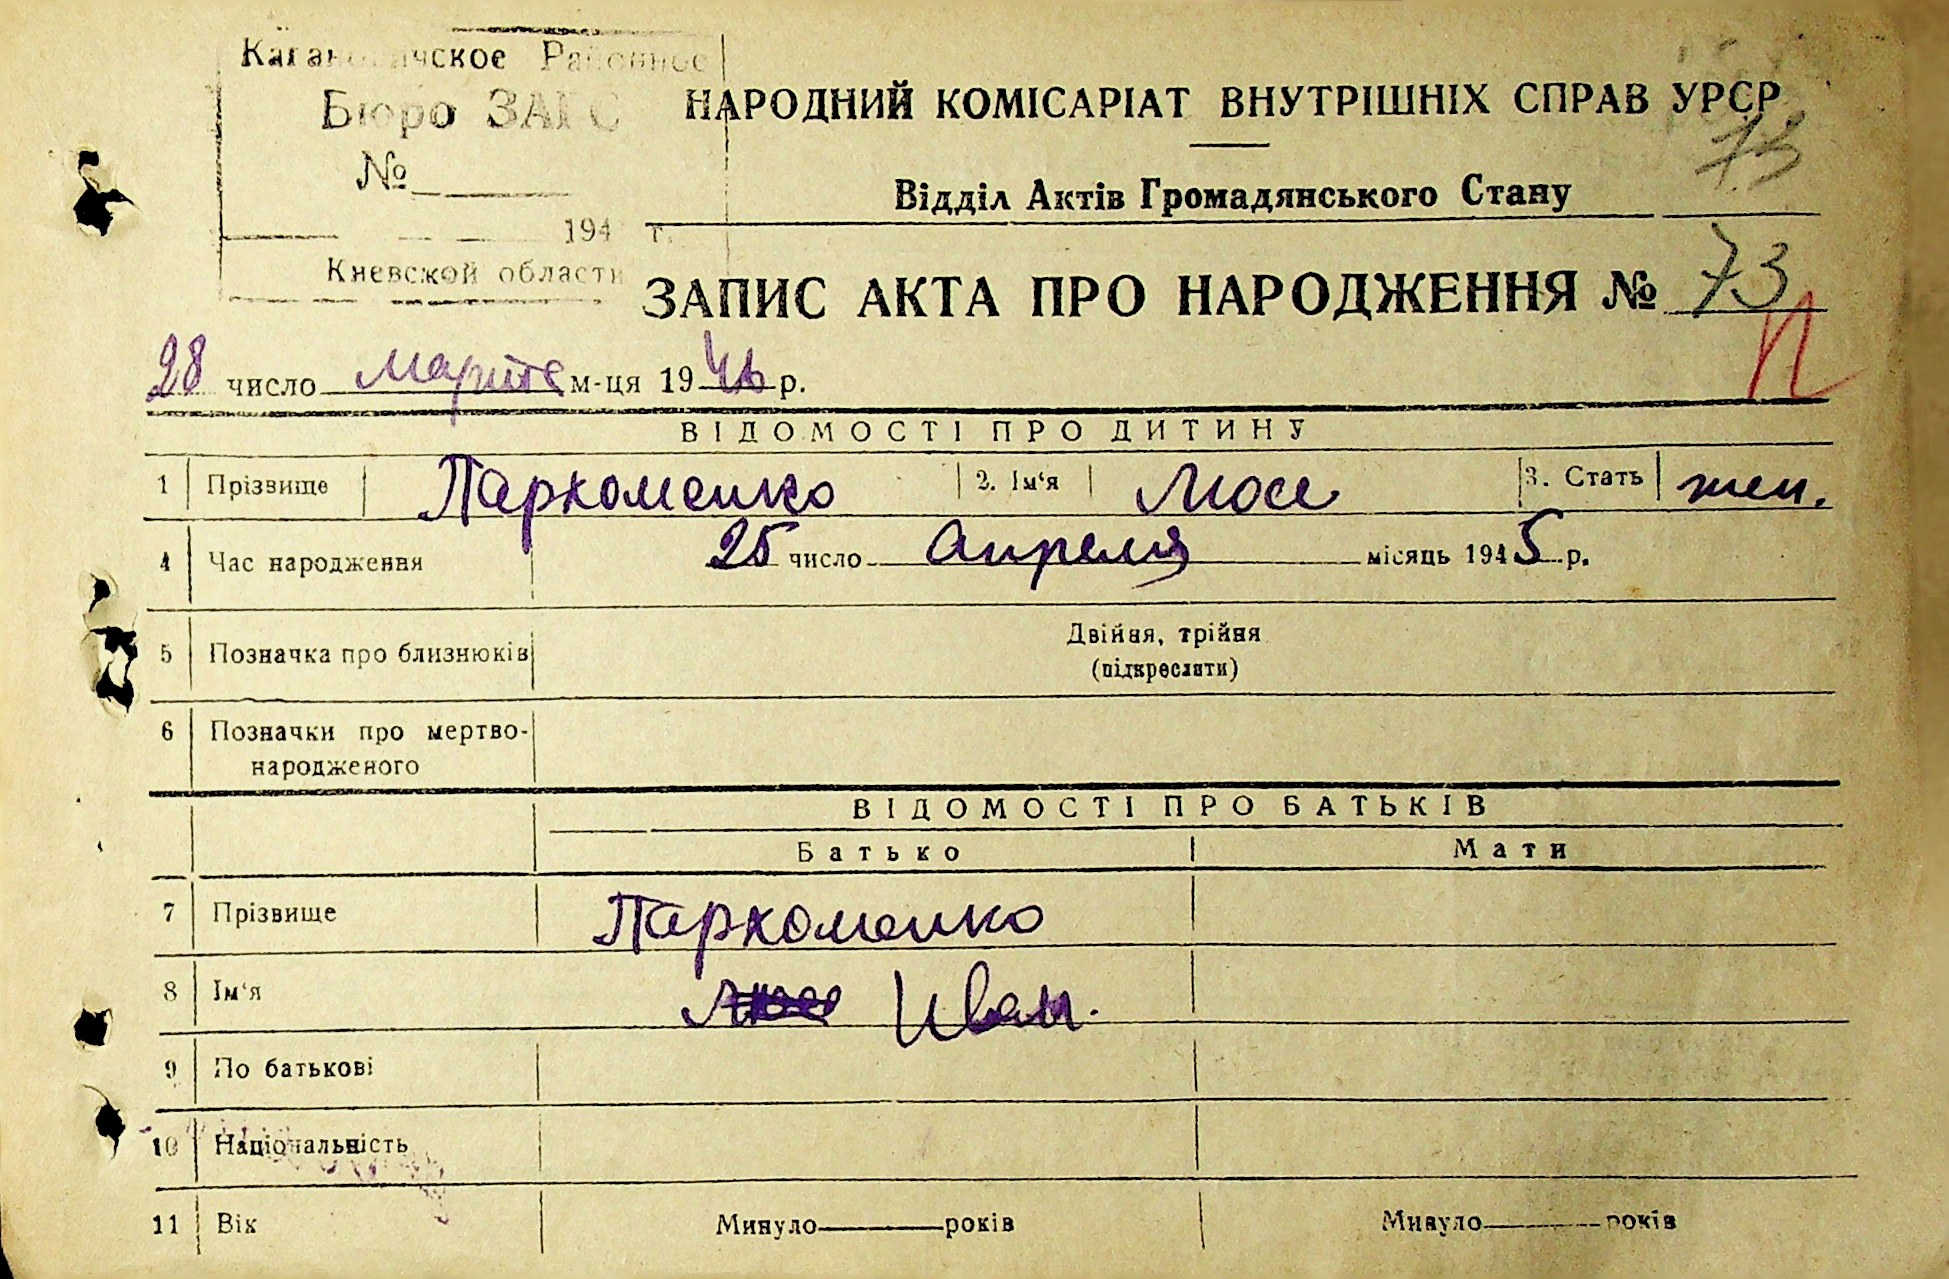 Кагановичское Районное
Бюро ЗАГС
№
194 г.
Киевской области
НАРОДНИЙ КОМІСАРІАТ ВНУТРІШНІХ СПРАВ УРСР
73
Відділ Актів Громадянського Стану
ЗАПИС АКТА ПРО НАРОДЖЕННЯ № 73
П
28 число марта м-ця 1946 р.
ВІДОМОСТІ ПРО ДИТИНУ
1 Прізвище Пархоменко 2. Ім'я Люся 3. Стать жен.
4 Час народження 25 число апреля місяць 1945 р.
5 Позначка про близнюків Двійня, трійня
(підкреслити)
6 Позначки про мертво-
народженого
ВІДОМОСТІ ПРО БАТЬКІВ
Батько Мати
7 Прізвище Пархоменко
8 Ім'я Иван.
9 По батькові
10 Національність
11 Вік Минуло років Минуло років